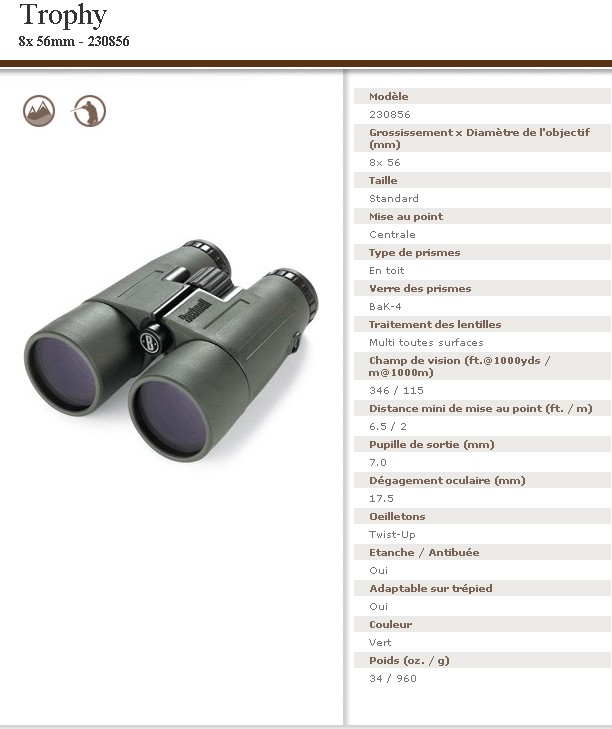 Trophy
8x 56mm - 230856
Modèle
230856
Grossissement x Diamètre de l'objectif
(mm)
8x 56
Taille
Standard
Mise au point
Centrale
Type de prismes
En toit
Verre des prismes
BaK-4
Traitement des lentilles
Multi toutes surfaces
Champ de vision (ft.@1000yds /
m@1000m)
346 / 115
Distance mini de mise au point (ft. / m)
6.5 / 2
Pupille de sortie (mm)
7.0
Dégagement oculaire (mm)
17.5
Oeilletons
Twist-Up
Etanche / Antibuée
Oui
Adaptable sur trépied
Oui
Couleur
Vert
Poids (oz. / g)
34 / 960
Bushnell
B